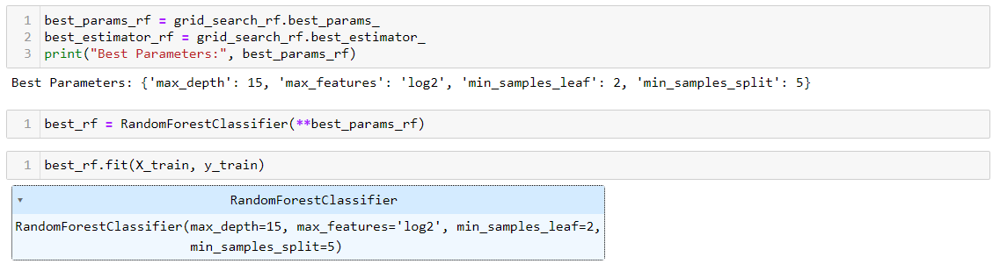 1 best_params_rf = grid_search_rf.best_params_
2 best_estimator_rf = grid_search_rf.best_estimator_
3 print("Best Parameters:", best_params_rf)
Best Parameters: {'max_depth': 15, 'max_features': 'log2', 'min_samples_leaf': 2, 'min_samples_split': 5}
1 best_rf = RandomForestClassifier(**best_params_rf)
1 best_rf.fit(X_train, y_train)
▾ RandomForestClassifier
RandomForestClassifier(max_depth=15, max_features='log2', min_samples_leaf=2,
min_samples_split=5)